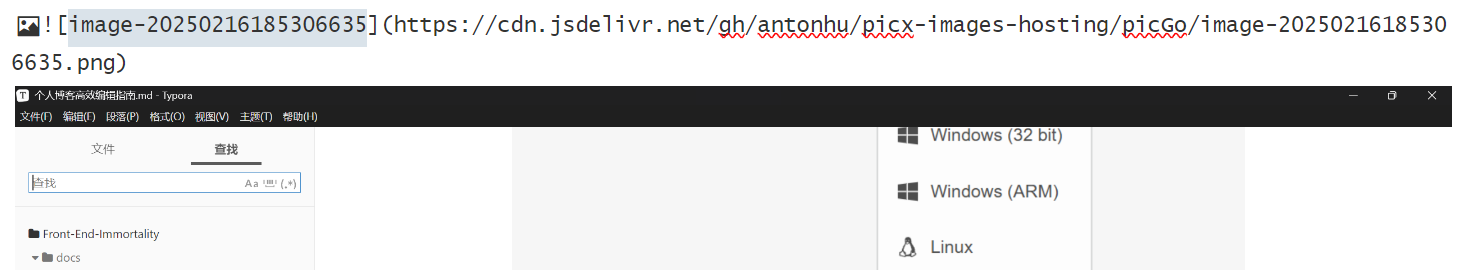 ![image-20250216185306635](https://cdn.jsdelivr.net/gh/antonhu/picx-images-hosting/picGo/image-2025021618530
6635.png)
T 个人博客高效编辑指南.md - Typora
文件(F) 编辑(E) 段落(P) 格式(O) 视图(V) 主题(T) 帮助(H)
文件 查找
查找 Aa (.*)
Front-End-Immortality
docs
Windows (32 bit)
Windows (ARM)
Linux